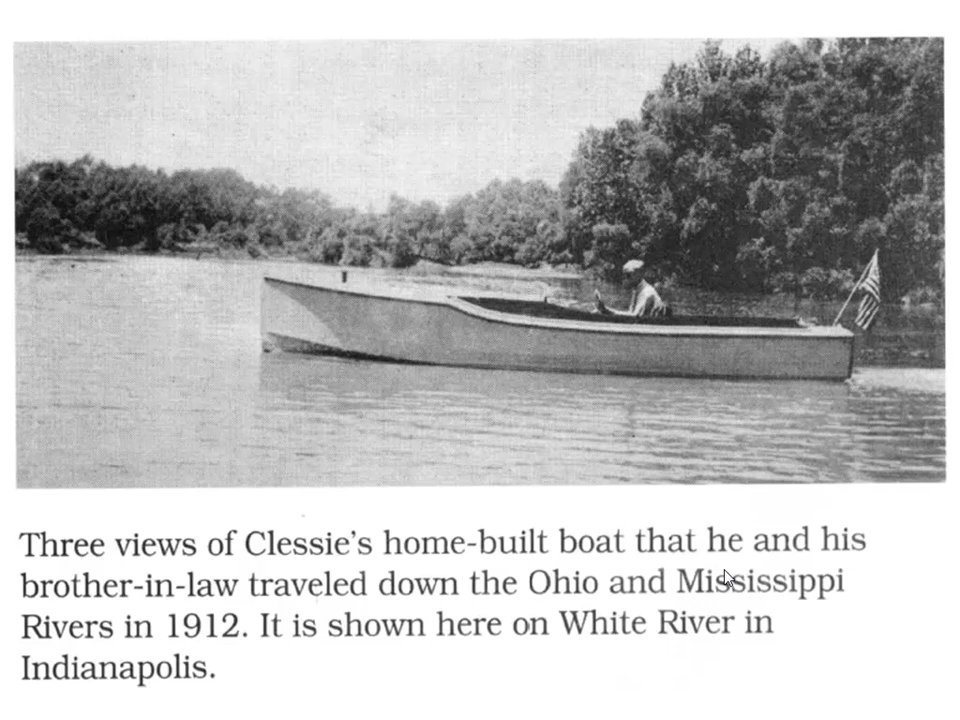 Three views of Clessie's home-built boat that he and his
brother-in-law traveled down the Ohio and Mississippi
Rivers in 1912. It is shown here on White River in
Indianapolis.